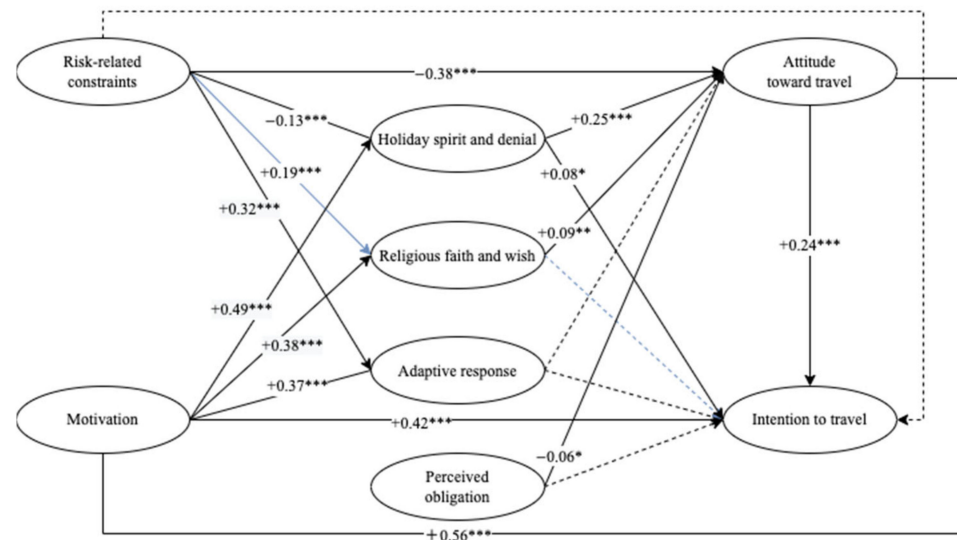 Risk-related
constraints
Attitude
toward travel
−0.38***
−0.13***
Holiday spirit and denial
+0.25***
+0.19***
+0.08*
+0.32***
+0.09**
+0.24***
Religious faith and wish
+0.49***
+0.38***
Adaptive response
+0.37***
Motivation
+0.42***
Intention to travel
−0.06*
Perceived
obligation
+0.56***